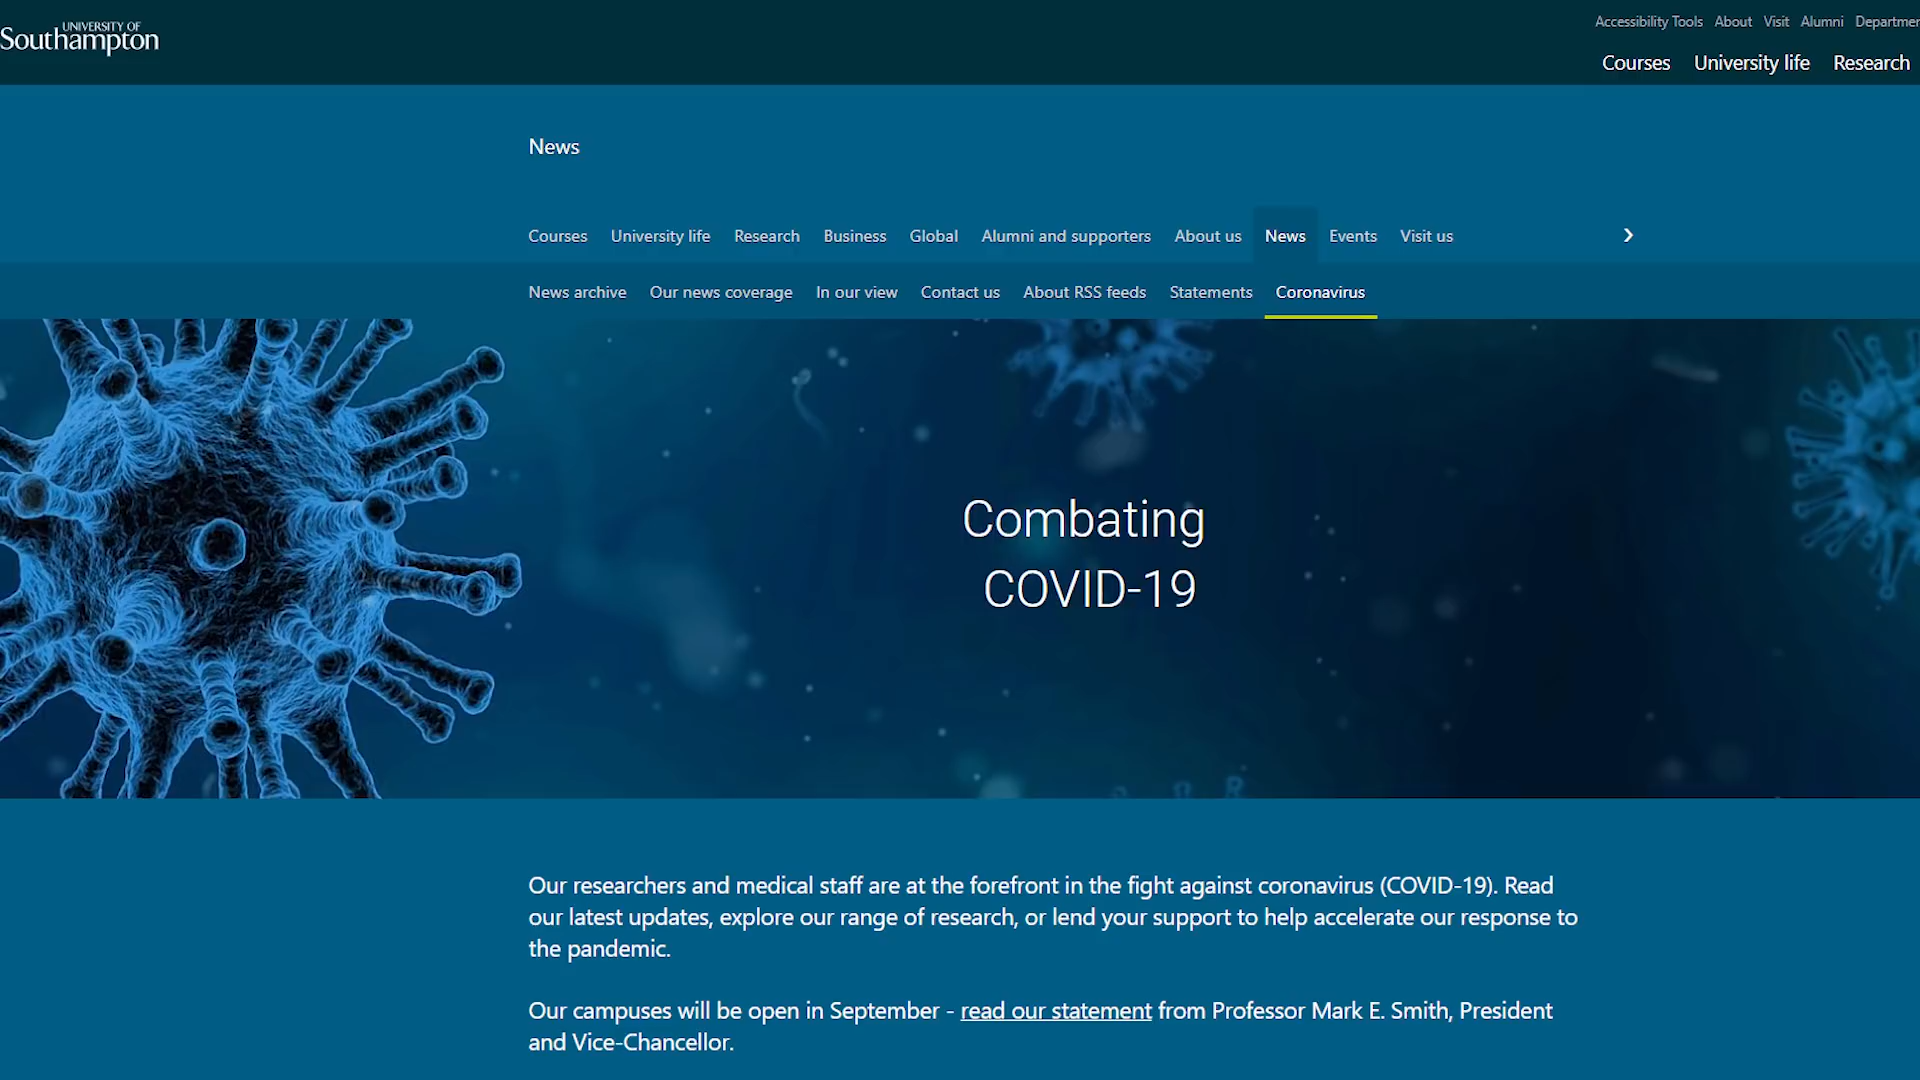 UNIVERSITY OF
Southampton
Accessibility Tools About Visit Alumni
Courses University life Research
News
Courses University life Research Business Global Alumni and supporters About us News Events Visit us
News archive Our news coverage In our view Contact us About RSS feeds Statements Coronavirus
Combating
COVID-19
Our researchers and medical staff are at the forefront in the fight against coronavirus (COVID-19). Read
our latest updates, explore our range of research, or lend your support to help accelerate our response to
the pandemic.
Our campuses will be open in September - read our statement from Professor Mark E. Smith, President
and Vice-Chancellor.